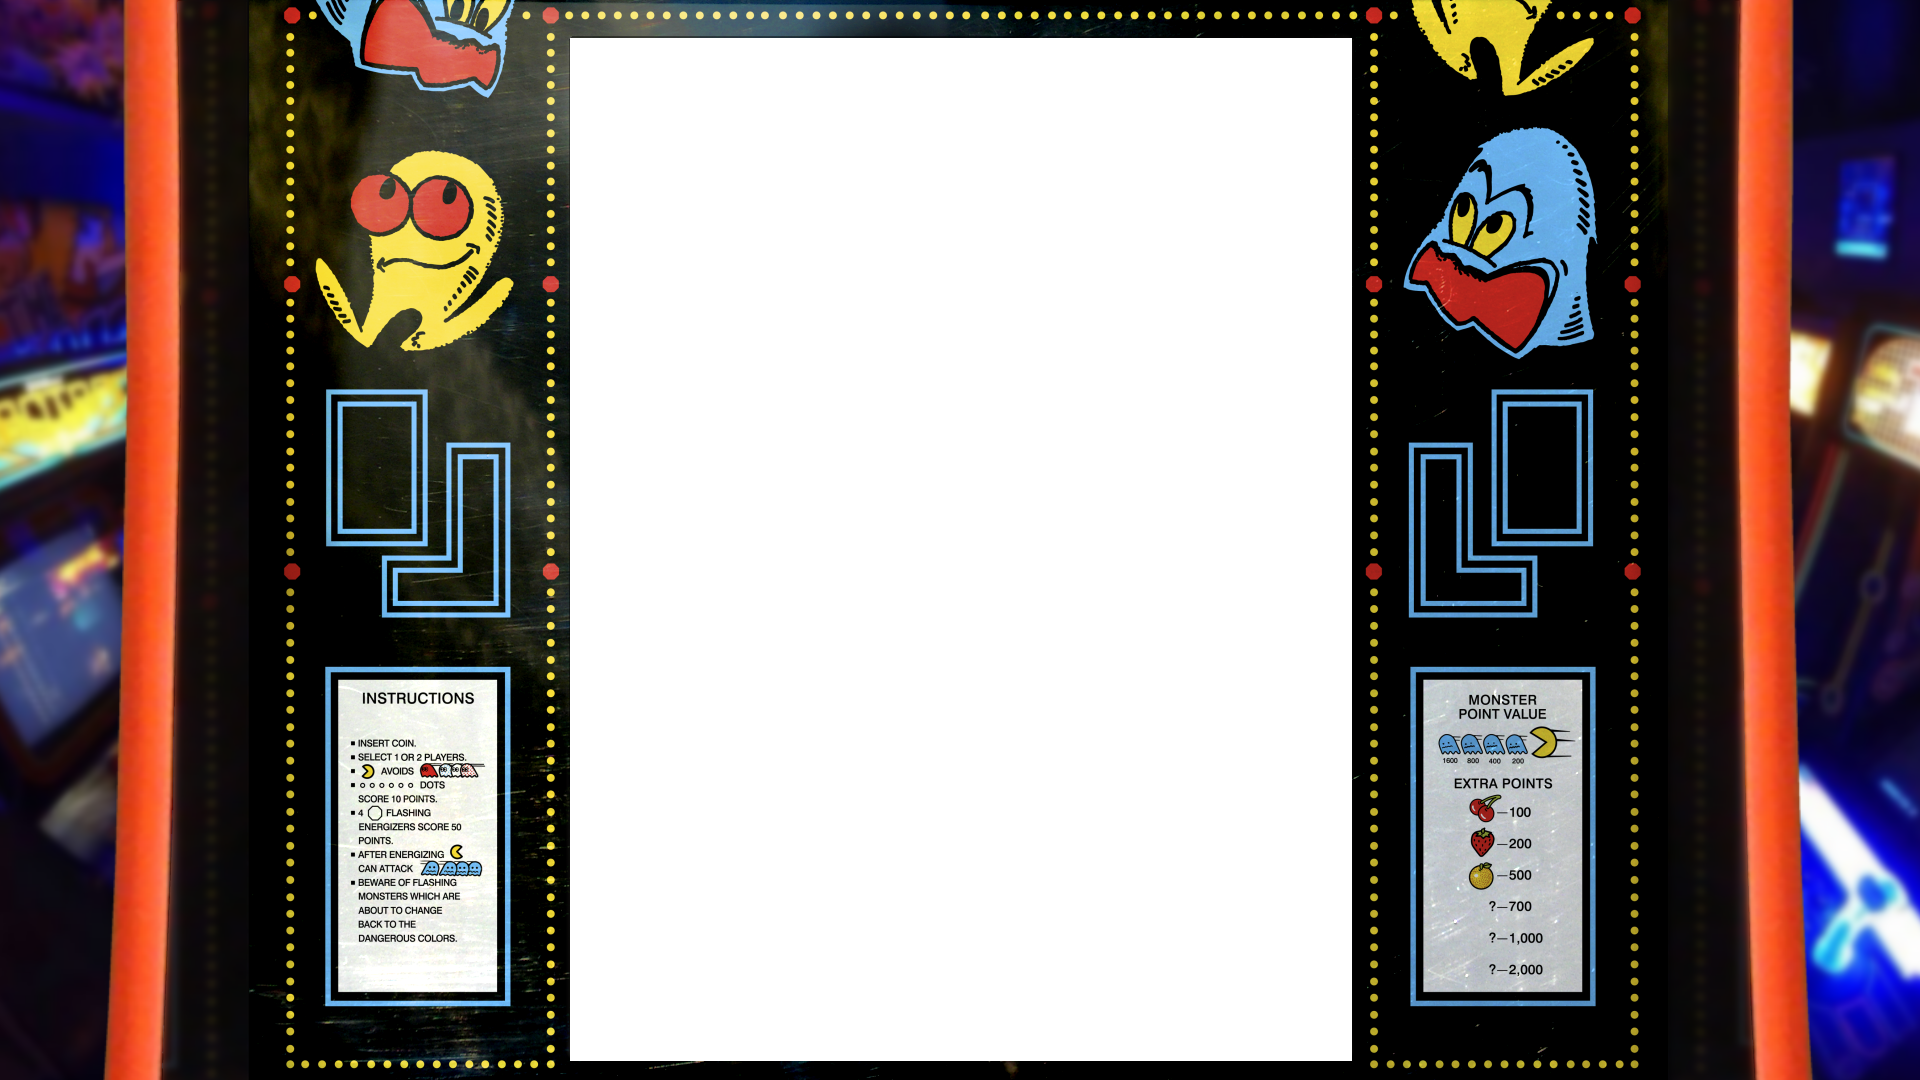 INSTRUCTIONS
▪ INSERT COIN.
▪ SELECT 1 OR 2 PLAYERS.
▪ AVOIDS
▪ DOTS
SCORE 10 POINTS.
▪ 4 FLASHING
ENERGIZERS SCORE 50
POINTS.
▪ AFTER ENERGIZING
CAN ATTACK
▪ BEWARE OF FLASHING
MONSTERS WHICH ARE
ABOUT TO CHANGE
BACK TO THE
DANGEROUS COLORS.
MONSTER
POINT VALUE
1600 800 400 200
EXTRA POINTS
—100
—200
—500
?—700
?—1,000
?—2,000